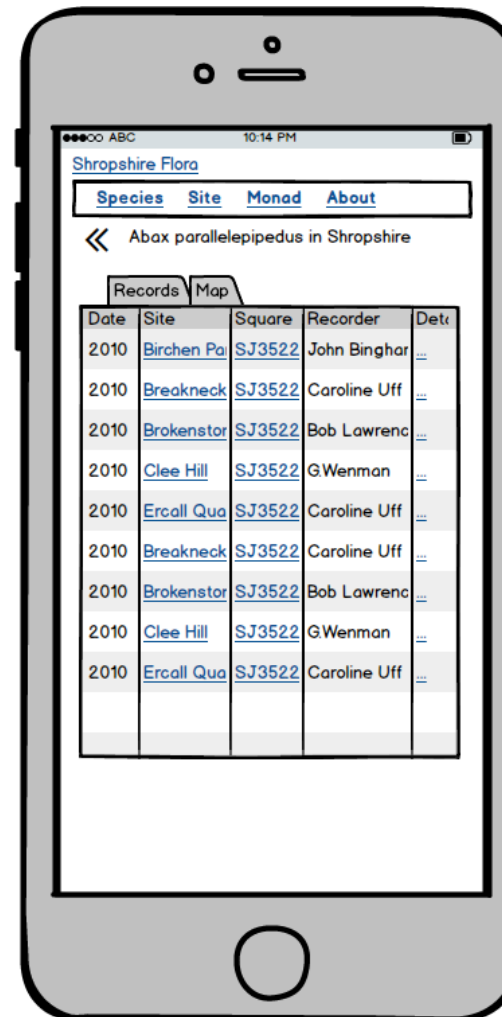 ABC 10:14 PM
Shropshire Flora
Species Site Monad About
Abax parallelepipedus in Shropshire
Records Map
Date Site Square Recorder Deta
2010 Birchen Pa SJ3522 John Binghar ...
2010 Breakneck SJ3522 Caroline Uff ...
2010 Brokenstor SJ3522 Bob Lawrenc ...
2010 Clee Hill SJ3522 G.Wenman ...
2010 Ercall Qua SJ3522 Caroline Uff ...
2010 Breakneck SJ3522 Caroline Uff ...
2010 Brokenstor SJ3522 Bob Lawrenc ...
2010 Clee Hill SJ3522 G.Wenman ...
2010 Ercall Qua SJ3522 Caroline Uff ...